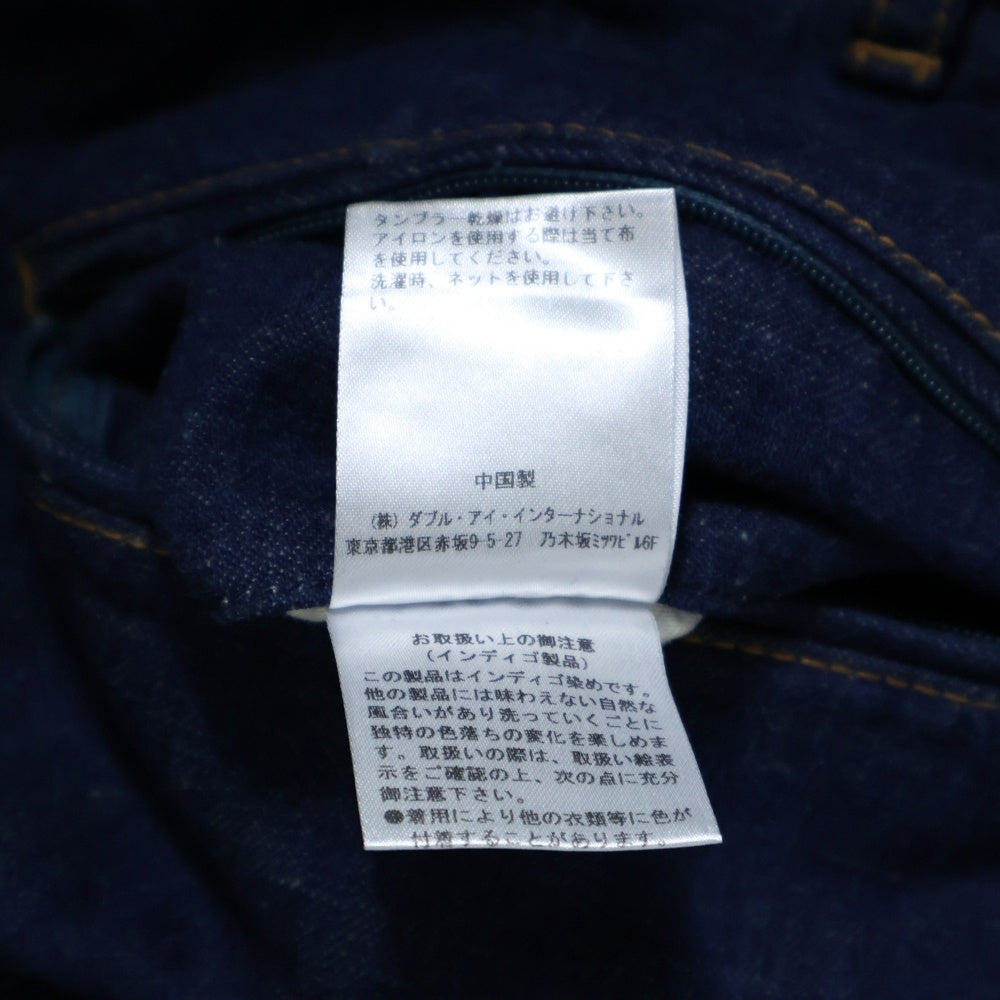 タンブラー乾燥はお避け下さい。
アイロンを使用する際は当て布
を使用してください。
洗濯時、ネットを使用して下さ
い。
中国製
(株) ダブル・アイ・インターナショナル
東京都港区赤坂9-5-27 乃木坂ミツワビル6F
お取扱い上の御注意
(インディゴ製品)
この製品はインディゴ染めです。
他の製品には味わえない自然な
風合いがあり洗っていくごとに
独特の色落ちの変化を楽しめま
す。取扱いの際は、取扱い絵表
示をご確認の上、次の点に充分
御注意下さい。
●着用により他の衣類等に色が
付着することがあります。